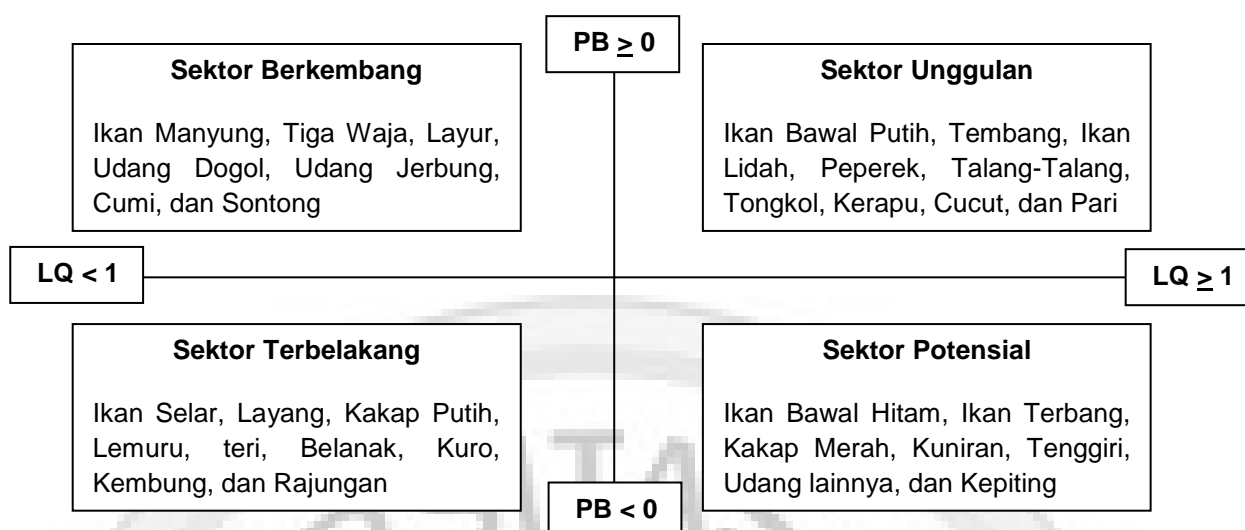 PB ≥ 0
Sektor Berkembang
Ikan Manyung, Tiga Waja, Layur,
Udang Dogol, Udang Jerbung,
Cumi, dan Sontong
Sektor Unggulan
Ikan Bawal Putih, Tembang, Ikan
Lidah, Peperek, Talang-Talang,
Tongkol, Kerapu, Cucut, dan Pari
LQ < 1
LQ ≥ 1
Sektor Terbelakang
Ikan Selar, Layang, Kakap Putih,
Lemuru, teri, Belanak, Kuro,
Kembung, dan Rajungan
Sektor Potensial
Ikan Bawal Hitam, Ikan Terbang,
Kakap Merah, Kuniran, Tenggiri,
Udang lainnya, dan Kepiting
PB < 0